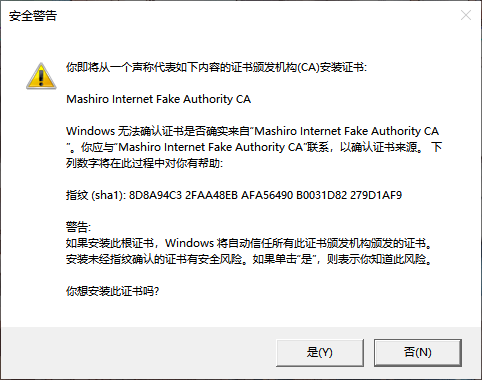 安全警告
你即将从一个声称代表如下内容的证书颁发机构(CA)安装证书:
Mashiro Internet Fake Authority CA
Windows 无法确认证书是否确实来自“Mashiro Internet Fake Authority CA
”。你应与“Mashiro Internet Fake Authority CA”联系，以确认证书来源。 下
列数字将在此过程中对你有帮助:
指纹 (sha1): 8D8A94C3 2FAA48EB AFA56490 B0031D82 279D1AF9
警告:
如果安装此根证书，Windows 将自动信任所有此证书颁发机构颁发的证书。
安装未经指纹确认的证书有安全风险。如果单击“是”，则表示你知道此风险。
你想安装此证书吗?
是(Y)
否(N)